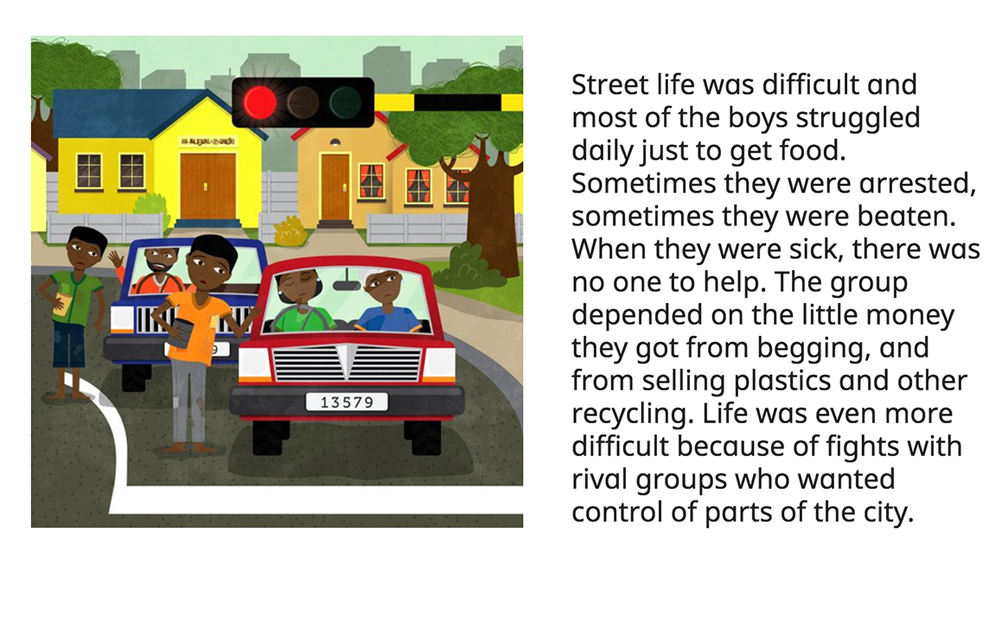 Street life was difficult and
most of the boys struggled
daily just to get food.
Sometimes they were arrested,
sometimes they were beaten.
When they were sick, there was
no one to help. The group
depended on the little money
they got from begging, and
from selling plastics and other
recycling. Life was even more
difficult because of fights with
rival groups who wanted
control of parts of the city.
13579
9